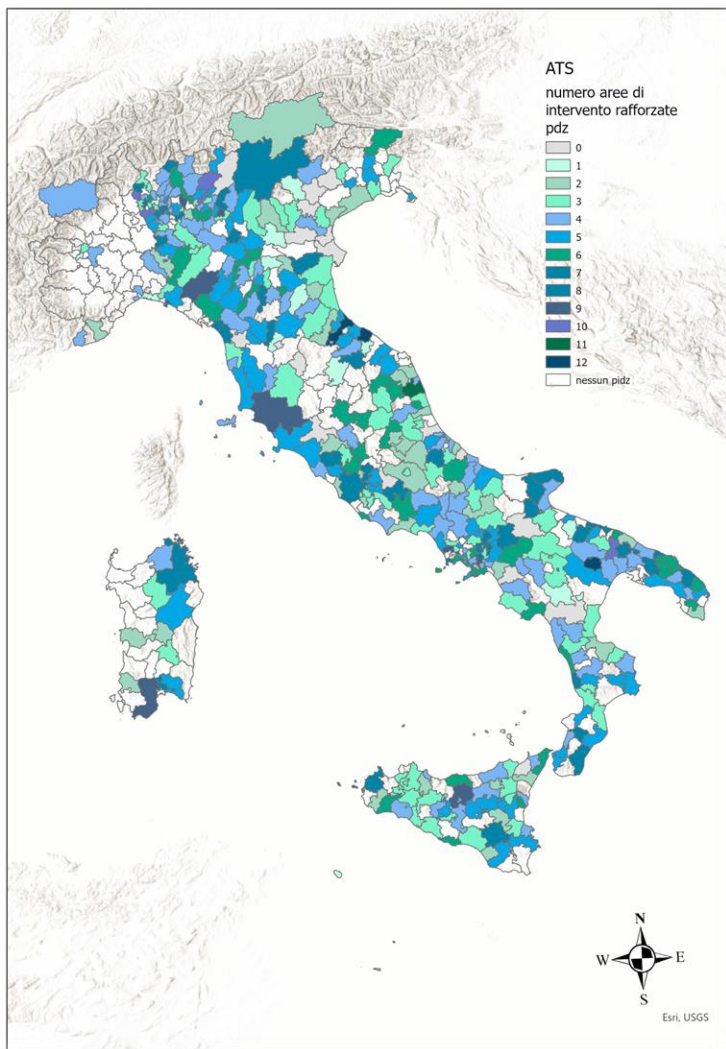 ATS
numero aree di
intervento rafforzate
pdz
0
1
2
3
4
5
6
7
8
9
10
11
12
nessun pidz
N
W E
S
Esri, USGS